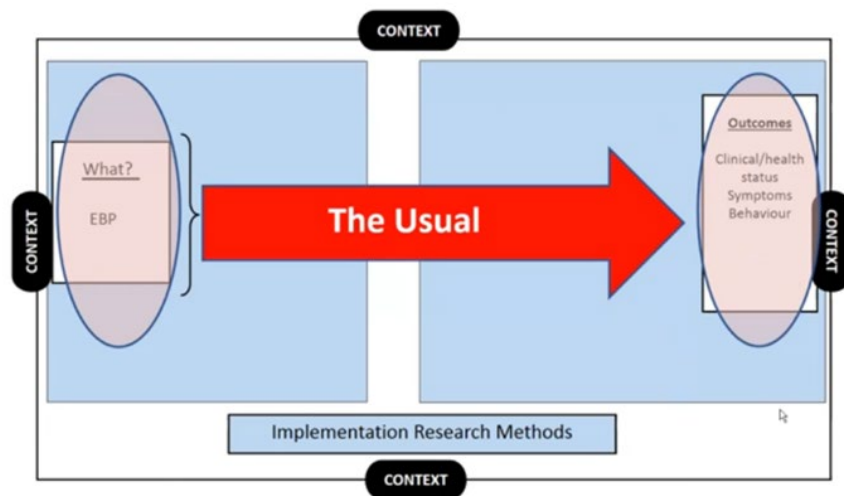 CONTEXT
What?
EBP
CONTEXT
The Usual
Outcomes
Clinical/health
status
Symptoms
Behaviour
CONTEXT
Implementation Research Methods
CONTEXT